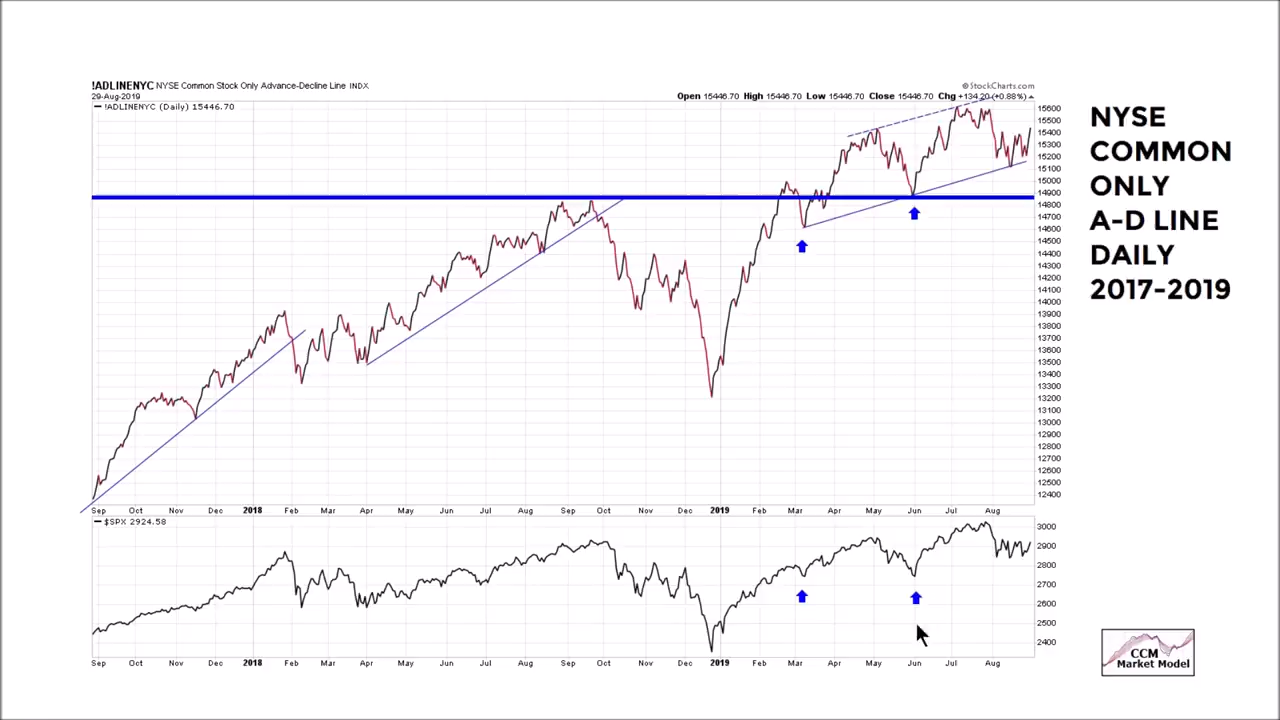 !ADLINENYC NYSE Common Stock Only Advance-Decline Line INDX
© StockCharts.com
29-Aug-2019
Open 15446.70 High 15446.70 Low 15446.70 Close 15446.70 Chg +134.20 (+0.88%)
!ADLINENYC (Daily) 15446.70
15600
15400
15300
15200
15100
15000
14900
14800
14700
14600
14500
14400
14300
14200
14100
14000
13900
13800
13700
13600
13500
13400
13300
13200
13100
13000
12900
12800
12700
12600
12500
12400
Sep Oct Nov Dec 2018 Feb Mar Apr May Jun Jul Aug Sep Oct Nov Dec 2019 Feb Mar Apr May Jun Jul Aug
$SPX 2924.58
3000
2900
2800
2700
2600
2500
2400
Sep Oct Nov Dec 2018 Feb Mar Apr May Jun Jul Aug Sep Oct Nov Dec 2019 Feb Mar Apr May Jun Jul Aug
NYSE
COMMON
ONLY
A-D LINE
DAILY
2017-2019
CCM
Market Model